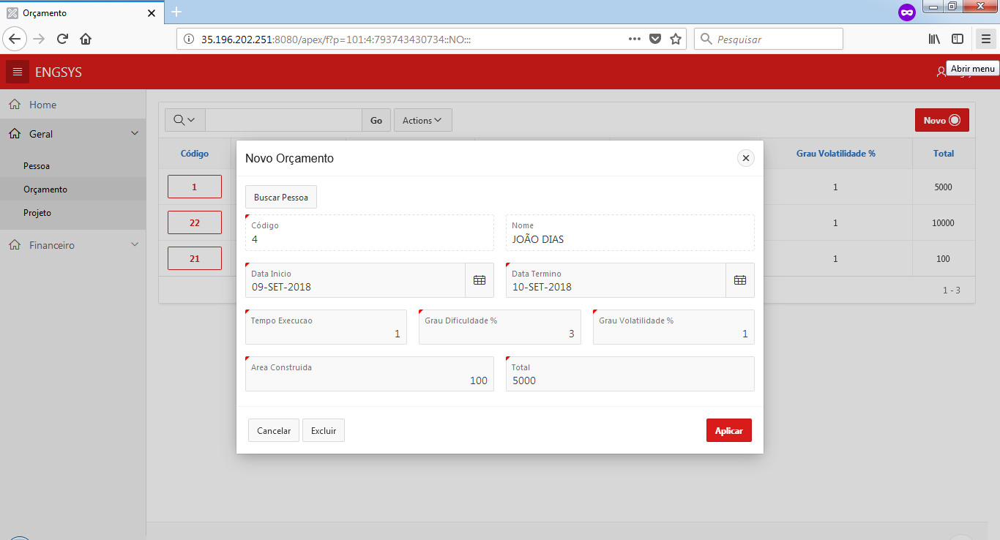 Orçamento
35.196.202.251:8080/apex/f?p=101:4:793743430734::NO:::
Pesquisar
ENGSYS
Abrir menu
Home
Geral
Pessoa
Orçamento
Projeto
Financeiro
Go
Actions
Novo
Código
Grau Volatilidade %
Total
1
1
5000
22
1
10000
21
1
100
1 - 3
Novo Orçamento
Buscar Pessoa
Código
4
Nome
JOÃO DIAS
Data Inicio
09-SET-2018
Data Termino
10-SET-2018
Tempo Execucao
1
Grau Dificuldade %
3
Grau Volatilidade %
1
Area Construida
100
Total
5000
Cancelar
Excluir
Aplicar